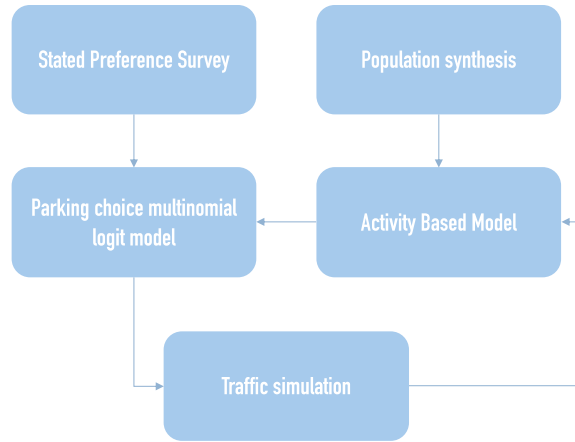 Stated Preference Survey
Population synthesis
Parking choice multinomial
logit model
Activity Based Model
Traffic simulation